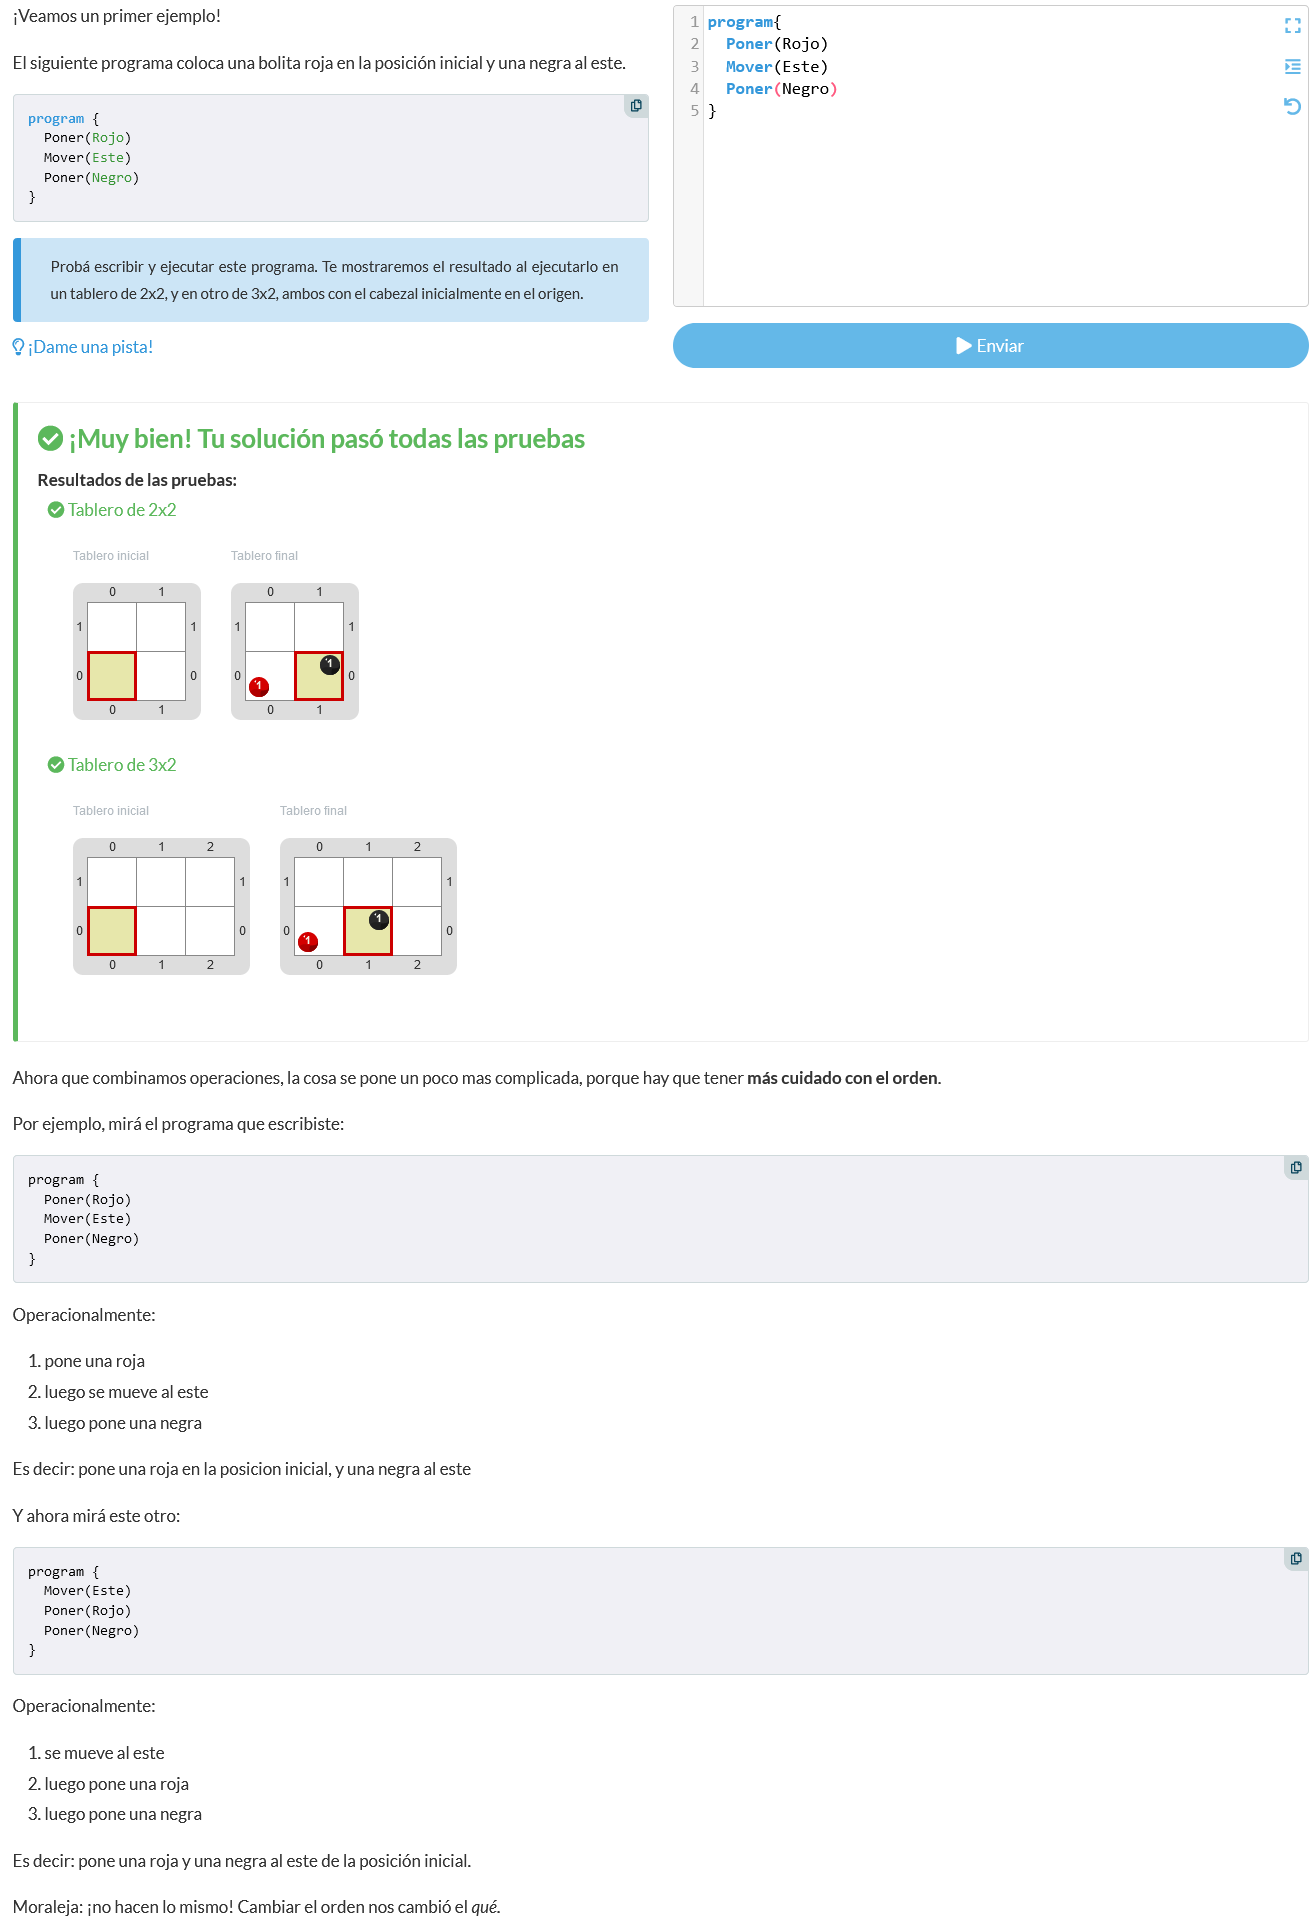 ¡Veamos un primer ejemplo!
El siguiente programa coloca una bolita roja en la posición inicial y una negra al este.
program {
  Poner(Rojo)
  Mover(Este)
  Poner(Negro)
}
Probá escribir y ejecutar este programa. Te mostraremos el resultado al ejecutarlo en
un tablero de 2x2, y en otro de 3x2, ambos con el cabezal inicialmente en el origen.
¡Dame una pista!
1 program{
2   Poner(Rojo)
3   Mover(Este)
4   Poner(Negro)
5 }
Enviar
¡Muy bien! Tu solución pasó todas las pruebas
Resultados de las pruebas:
Tablero de 2x2
Tablero inicial Tablero final
0 1 0 1
1 1 1 1
0 0 0 1 1 0
0 1 0 1
Tablero de 3x2
Tablero inicial Tablero final
0 1 2 0 1 2
1 1 1 1
0 0 0 1 1 0
0 1 2 0 1 2
Ahora que combinamos operaciones, la cosa se pone un poco mas complicada, porque hay que tener más cuidado con el orden.
Por ejemplo, mirá el programa que escribiste:
program {
  Poner(Rojo)
  Mover(Este)
  Poner(Negro)
}
Operacionalmente:
1. pone una roja
2. luego se mueve al este
3. luego pone una negra
Es decir: pone una roja en la posicion inicial, y una negra al este
Y ahora mirá este otro:
program {
  Mover(Este)
  Poner(Rojo)
  Poner(Negro)
}
Operacionalmente:
1. se mueve al este
2. luego pone una roja
3. luego pone una negra
Es decir: pone una roja y una negra al este de la posición inicial.
Moraleja: ¡no hacen lo mismo! Cambiar el orden nos cambió el qué.